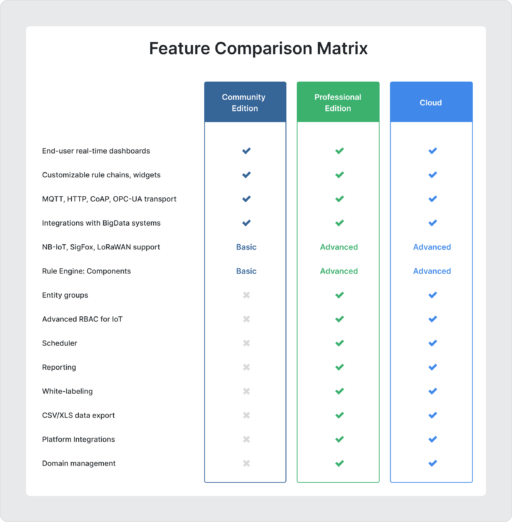 Feature Comparison Matrix
Community
Edition
Professional
Edition
Cloud
End-user real-time dashboards
Customizable rule chains, widgets
MQTT, HTTP, CoAP, OPC-UA transport
Integrations with BigData systems
NB-IoT, SigFox, LoRaWAN support Basic Advanced Advanced
Rule Engine: Components Basic Advanced Advanced
Entity groups
Advanced RBAC for IoT
Scheduler
Reporting
White-labeling
CSV/XLS data export
Platform Integrations
Domain management